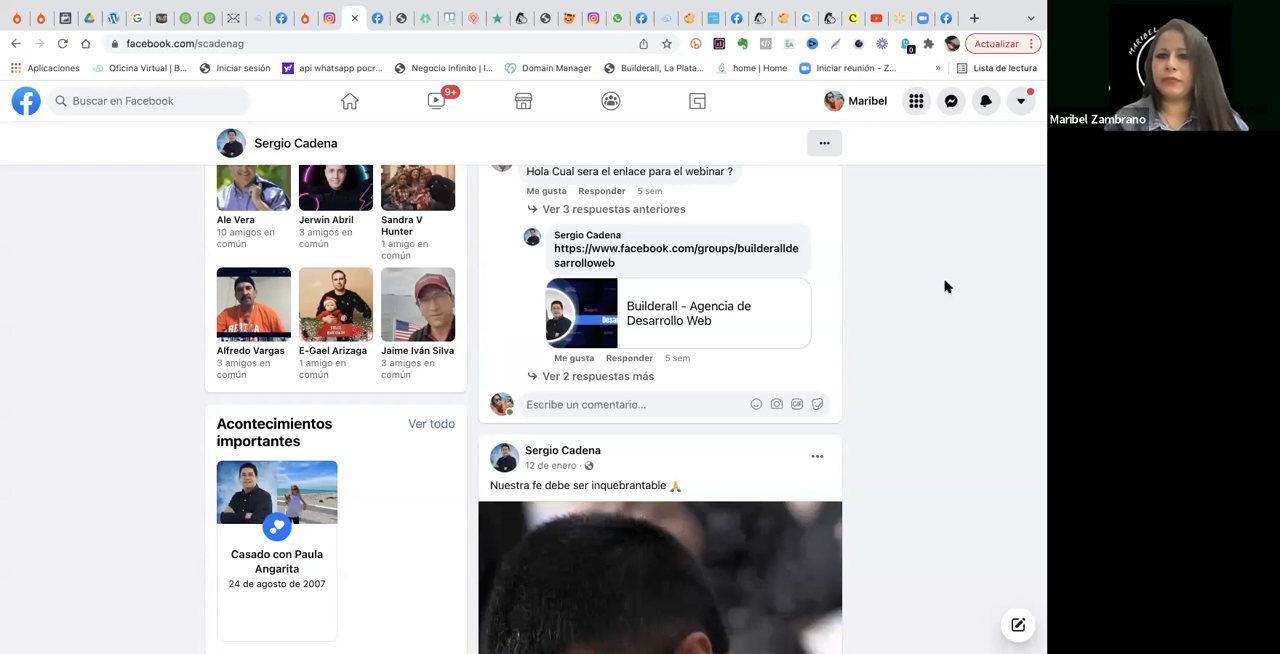 facebook.com/scadenag
Actualizar
Aplicaciones
Oficina Virtual | B...
Iniciar sesión
api whatsapp pocr...
Negocio Infinito | I...
Domain Manager
Builderall, La Plata...
home | Home
Iniciar reunión - Z...
»
Lista de lectura
Buscar en Facebook
9+
Maribel
Sergio Cadena
Ale Vera
10 amigos en
común
Jerwin Abril
3 amigos en
común
Sandra V
Hunter
1 amigo en
común
Alfredo Vargas
3 amigos en
común
E-Gael Arizaga
1 amigo en
común
Jaime Iván Silva
3 amigos en
común
Acontecimientos
importantes
Ver todo
Casado con Paula
Angarita
24 de agosto de 2007
Hola Cual sera el enlace para el webinar ?
Me gusta Responder 5 sem
Ver 3 respuestas anteriores
Sergio Cadena
https://www.facebook.com/groups/builderallde
sarrolloweb
Builderall - Agencia de
Desarrollo Web
Me gusta Responder 5 sem
Ver 2 respuestas más
Escribe un comentario...
GIF
Sergio Cadena
12 de enero ·
Nuestra fe debe ser inquebrantable 🙏
MARIBEL
Maribel Zambrano